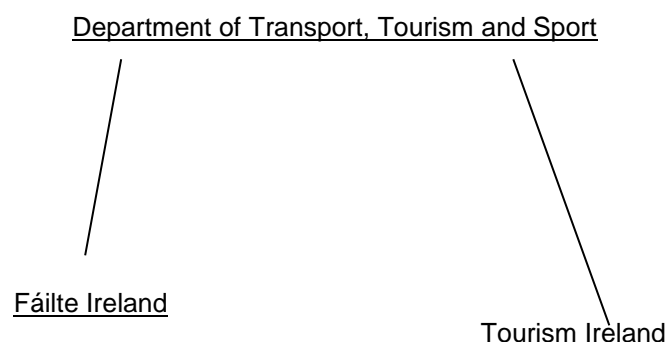 Department of Transport, Tourism and Sport
Fáilte Ireland
Tourism Ireland